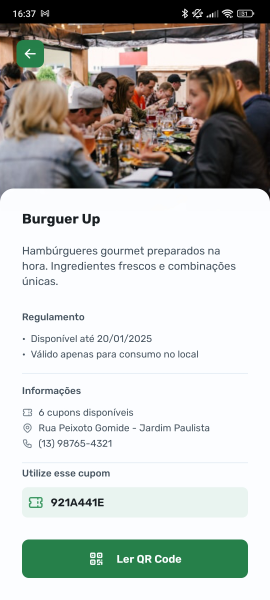 16:37
51
Burguer Up
Hambúrgueres gourmet preparados na
hora. Ingredientes frescos e combinações
únicas.
Regulamento
• Disponível até 20/01/2025
• Válido apenas para consumo no local
Informações
6 cupons disponíveis
Rua Peixoto Gomide - Jardim Paulista
(13) 98765-4321
Utilize esse cupom
921A441E
Ler QR Code